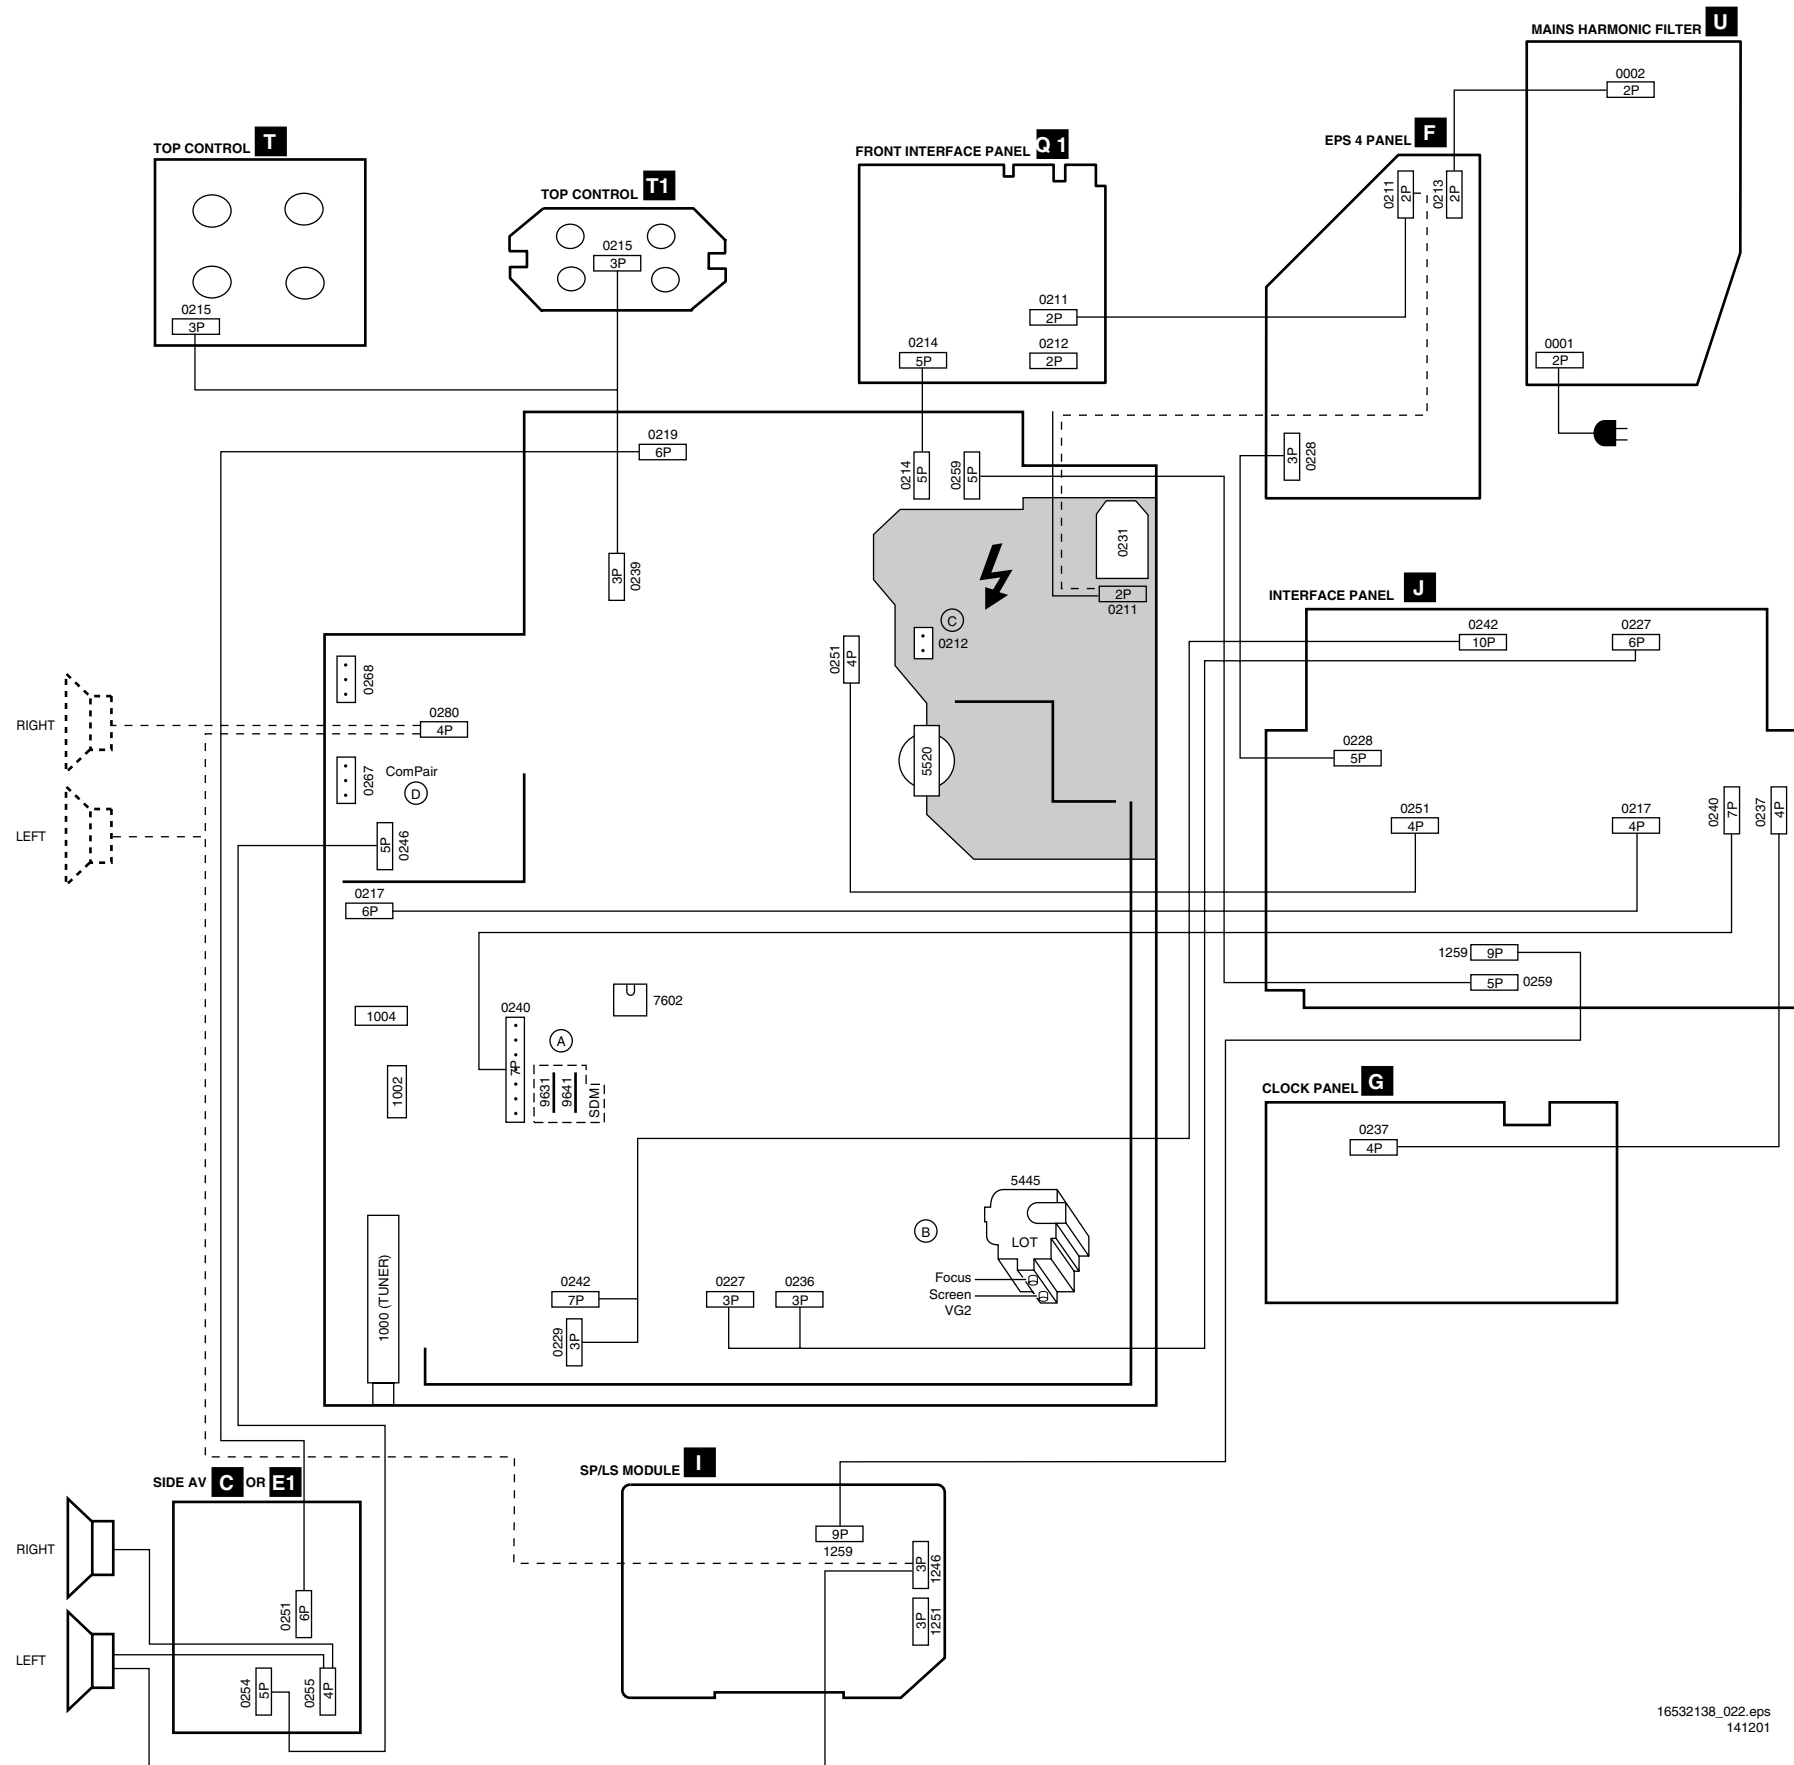 MAINS HARMONIC FILTER U
0002
2P
0001
2P
EPS 4 PANEL F
0211
2P
0213
2P
3P
0228
TOP CONTROL T
0215
3P
TOP CONTROL T1
0215
3P
FRONT INTERFACE PANEL Q 1
0211
2P
0212
2P
0214
5P
0219
6P
0214
5P
0259
5P
3P
0239
0231
2P
0211
C
0212
0251
4P
5520
0268
RIGHT
0280
4P
0267
ComPair
D
LEFT
5P
0246
0217
6P
INTERFACE PANEL J
0242
10P
0227
6P
0228
5P
0251
4P
0217
4P
0240
7P
0237
4P
1259 9P
5P 0259
1004
0240
7P
A
7602
1002
9631
9641
SDMI
CLOCK PANEL G
0237
4P
1000 (TUNER)
5445
LOT
B
Focus
Screen
VG2
0242
7P
0229
3P
0227
3P
0236
3P
SIDE AV C OR E1
RIGHT
LEFT
0251
6P
0254
5P
0255
4P
SP/LS MODULE I
9P
1259
3P
1246
3P
1251
16532138_022.eps
141201